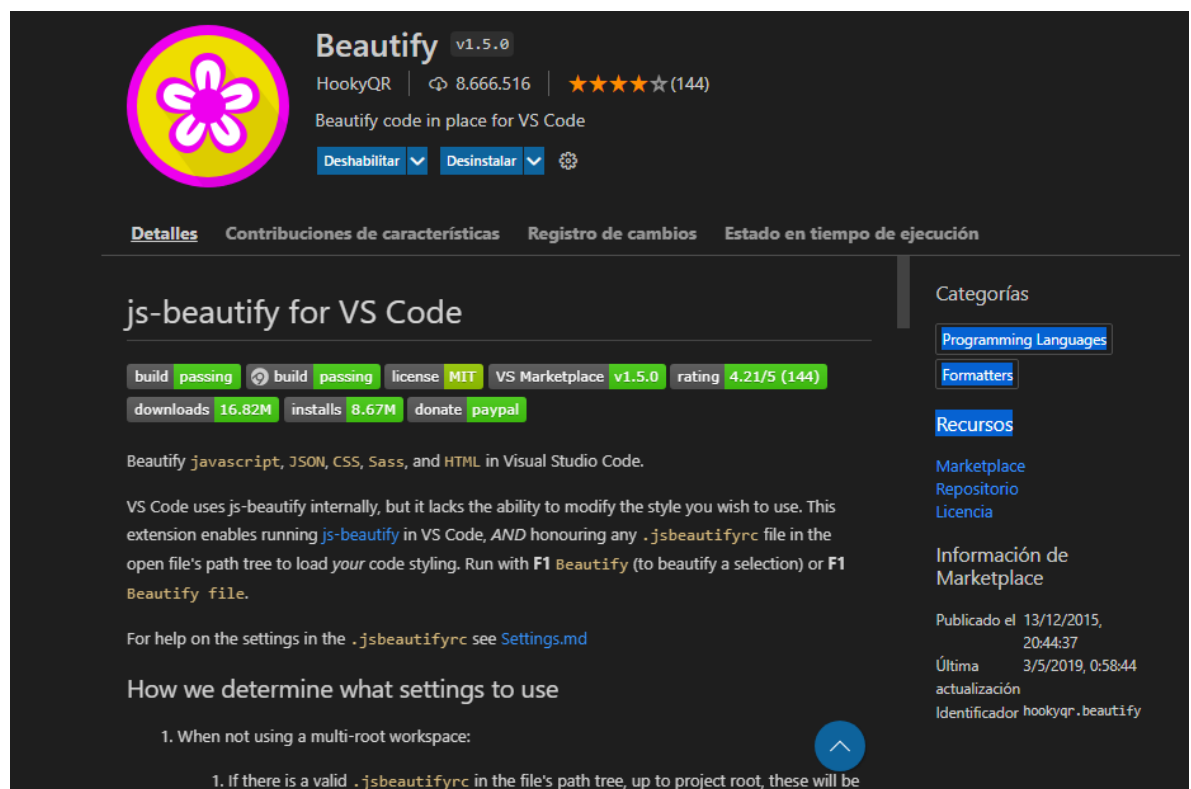 Beautify v1.5.0
HookyQR 8.666.516 (144)
Beautify code in place for VS Code
Deshabilitar Desinstalar
Detalles Contribuciones de características Registro de cambios Estado en tiempo de ejecución
js-beautify for VS Code
build passing build passing license MIT VS Marketplace v1.5.0 rating 4.21/5 (144)
downloads 16.82M installs 8.67M donate paypal
Beautify javascript, JSON, CSS, Sass, and HTML in Visual Studio Code.
VS Code uses js-beautify internally, but it lacks the ability to modify the style you wish to use. This
extension enables running js-beautify in VS Code, AND honouring any .jsbeautifyrc file in the
open file's path tree to load your code styling. Run with F1 Beautify (to beautify a selection) or F1
Beautify file.
For help on the settings in the .jsbeautifyrc see Settings.md
How we determine what settings to use
1. When not using a multi-root workspace:
1. If there is a valid .jsbeautifyrc in the file's path tree, up to project root, these will be
Categorías
Programming Languages
Formatters
Recursos
Marketplace
Repositorio
Licencia
Información de
Marketplace
Publicado el 13/12/2015,
20:44:37
Última 3/5/2019, 0:58:44
actualización
Identificador hookyqr.beautify